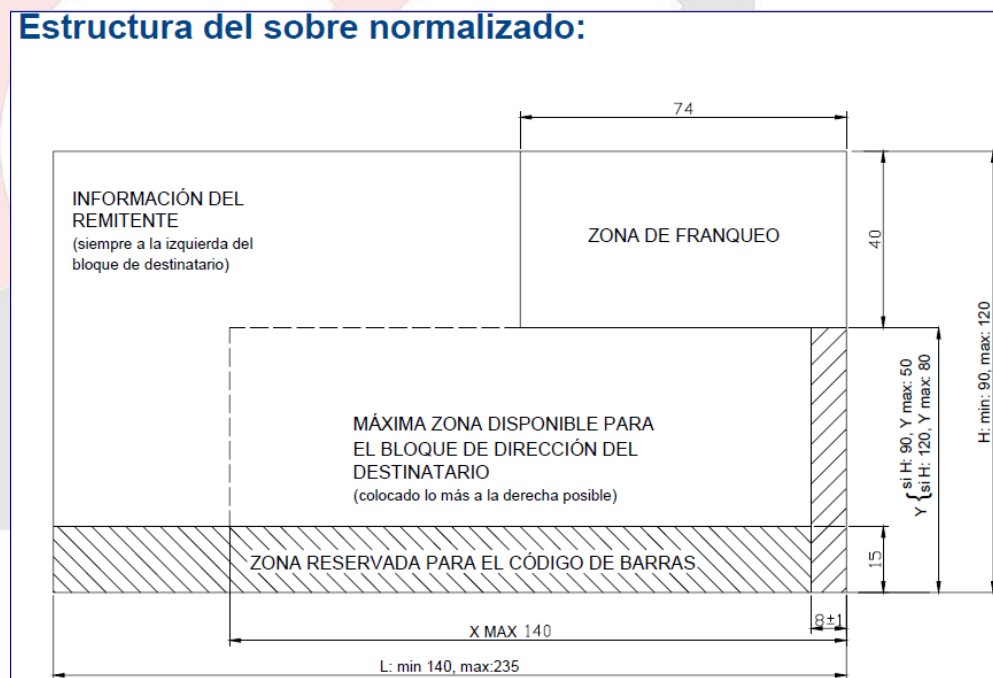 Estructura del sobre normalizado:
74
INFORMACIÓN DEL
REMITENTE
(siempre a la izquierda del
bloque de destinatario)
ZONA DE FRANQUEO
40
H: min: 90, max: 120
MÁXIMA ZONA DISPONIBLE PARA
EL BLOQUE DE DIRECCIÓN DEL
DESTINATARIO
(colocado lo más a la derecha posible)
Y { si H: 90, Y max: 50
si H: 120, Y max: 80
ZONA RESERVADA PARA EL CÓDIGO DE BARRAS
15
8±1
X MAX 140
L: min 140, max:235